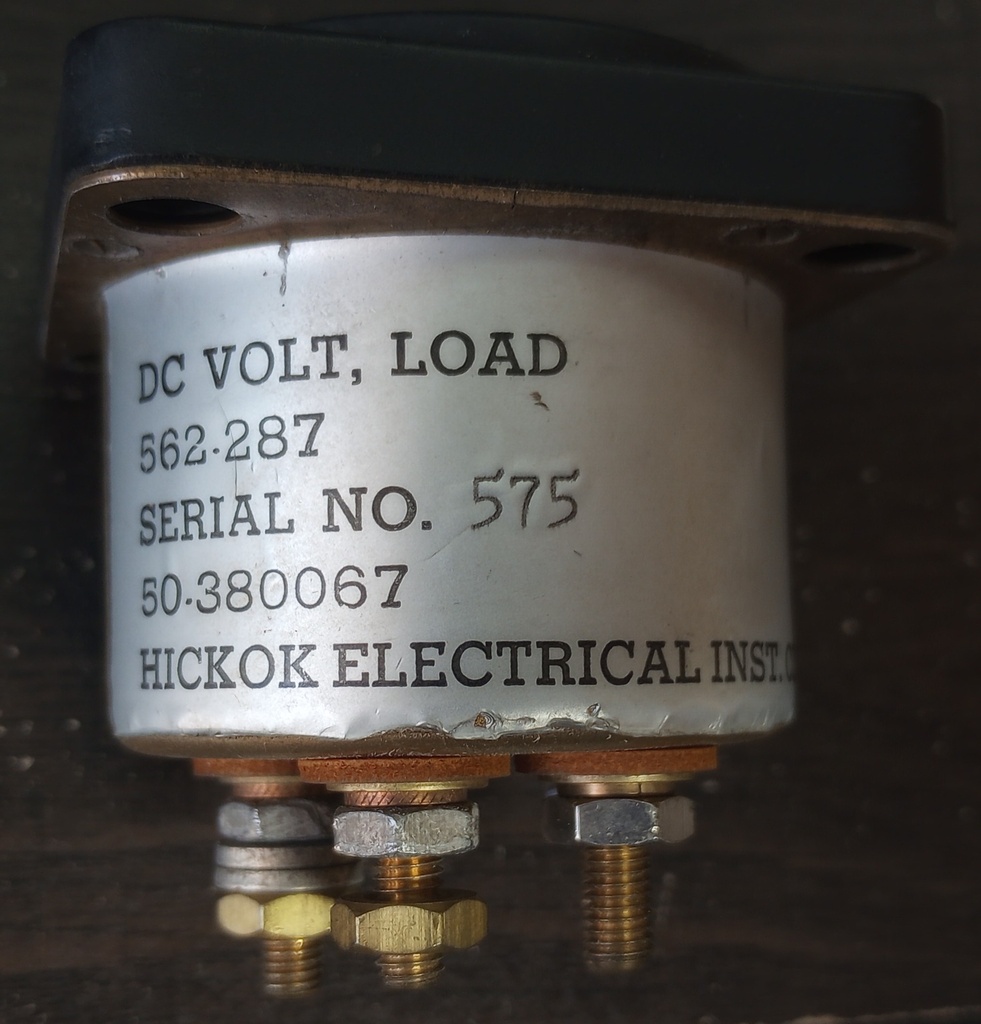 DC VOLT, LOAD
562-287
SERIAL NO. 575
50-380067
HICKOK ELECTRICAL INST.